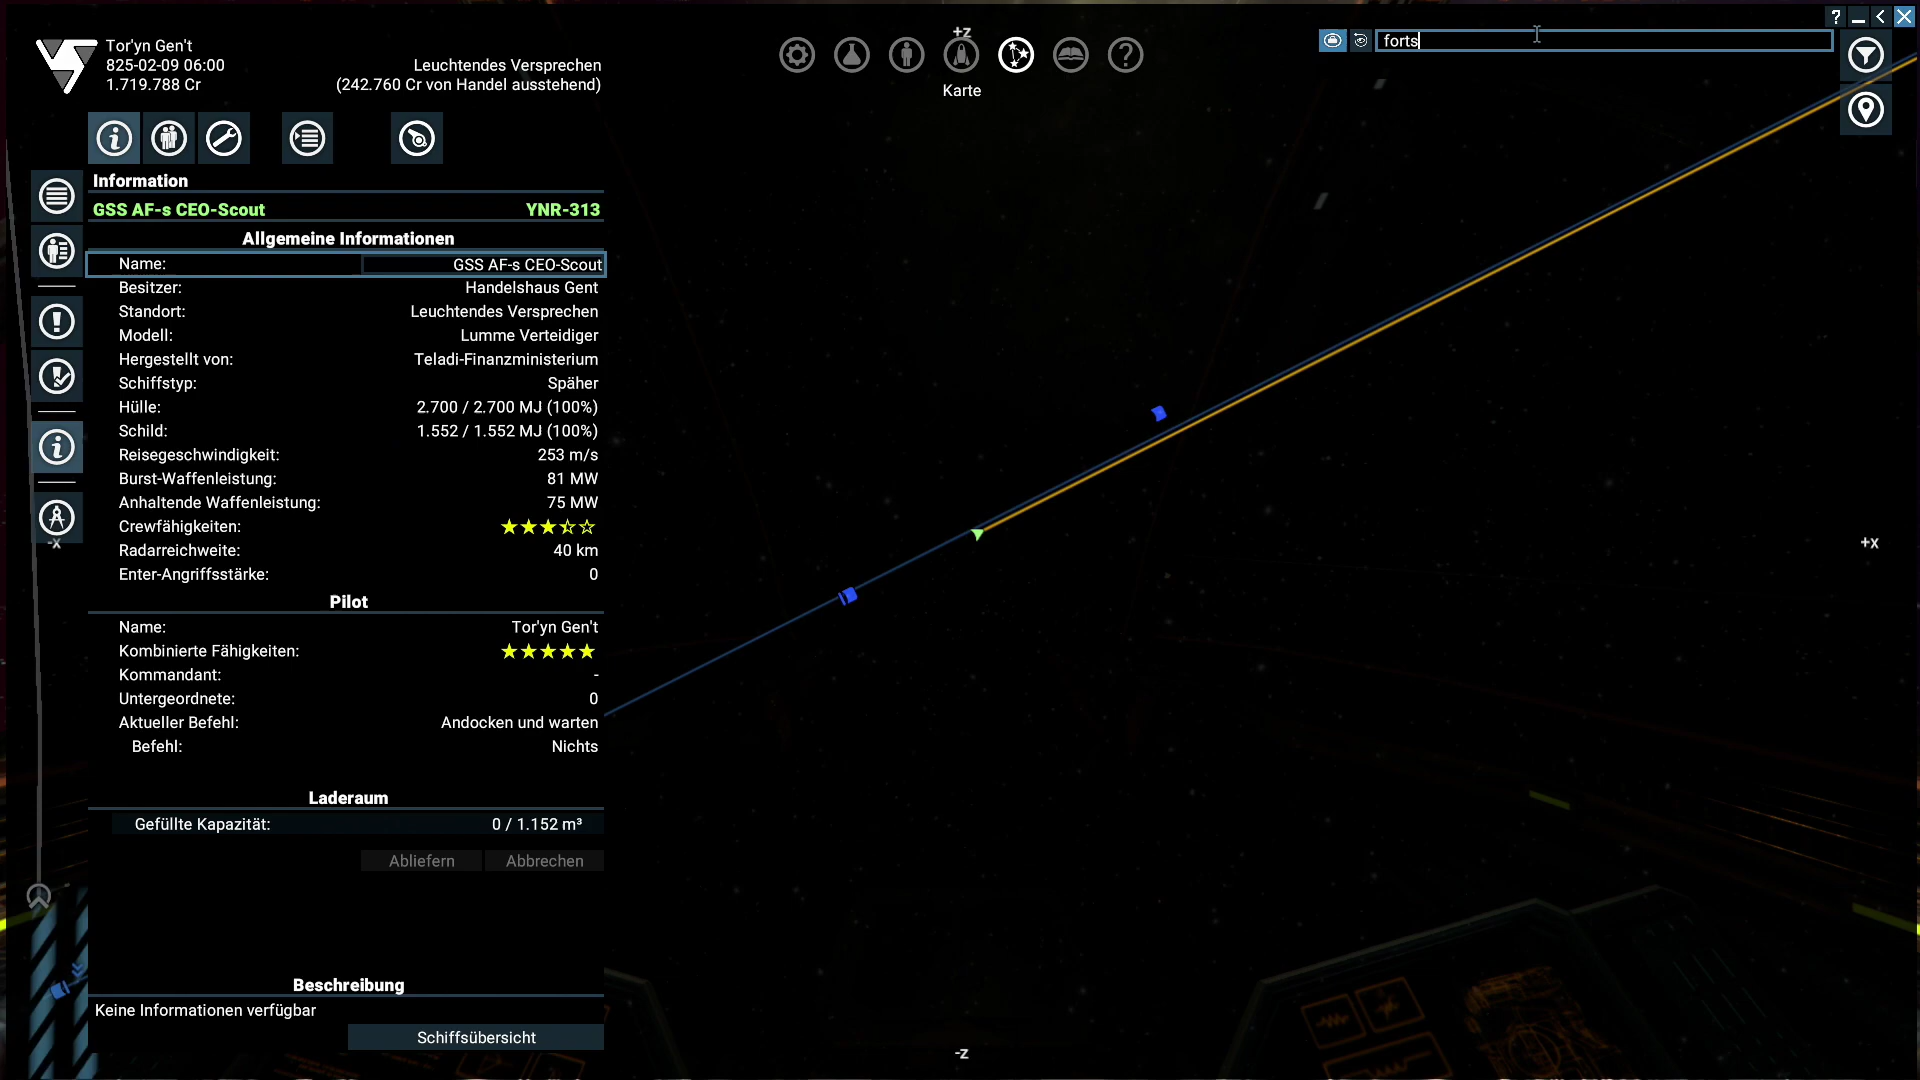 Tor'yn Gen't
825-02-09 06:00
1.719.788 Cr
Leuchtendes Versprechen
(242.760 Cr von Handel ausstehend)
+z
?
Karte
forts
?
Information
GSS AF-s CEO-Scout YNR-313
Allgemeine Informationen
Name: GSS AF-s CEO-Scout
Besitzer: Handelshaus Gent
Standort: Leuchtendes Versprechen
Modell: Lumme Verteidiger
Hergestellt von: Teladi-Finanzministerium
Schiffstyp: Späher
Hülle: 2.700 / 2.700 MJ (100%)
Schild: 1.552 / 1.552 MJ (100%)
Reisegeschwindigkeit: 253 m/s
Burst-Waffenleistung: 81 MW
Anhaltende Waffenleistung: 75 MW
Crewfähigkeiten: ★★★☆☆
Radarreichweite: 40 km
Enter-Angriffsstärke: 0
-x
+x
Pilot
Name: Tor'yn Gen't
Kombinierte Fähigkeiten: ★★★★★
Kommandant: -
Untergeordnete: 0
Aktueller Befehl: Andocken und warten
Befehl: Nichts
Laderaum
Gefüllte Kapazität: 0 / 1.152 m³
Abliefern Abbrechen
Beschreibung
Keine Informationen verfügbar
Schiffsübersicht
-z